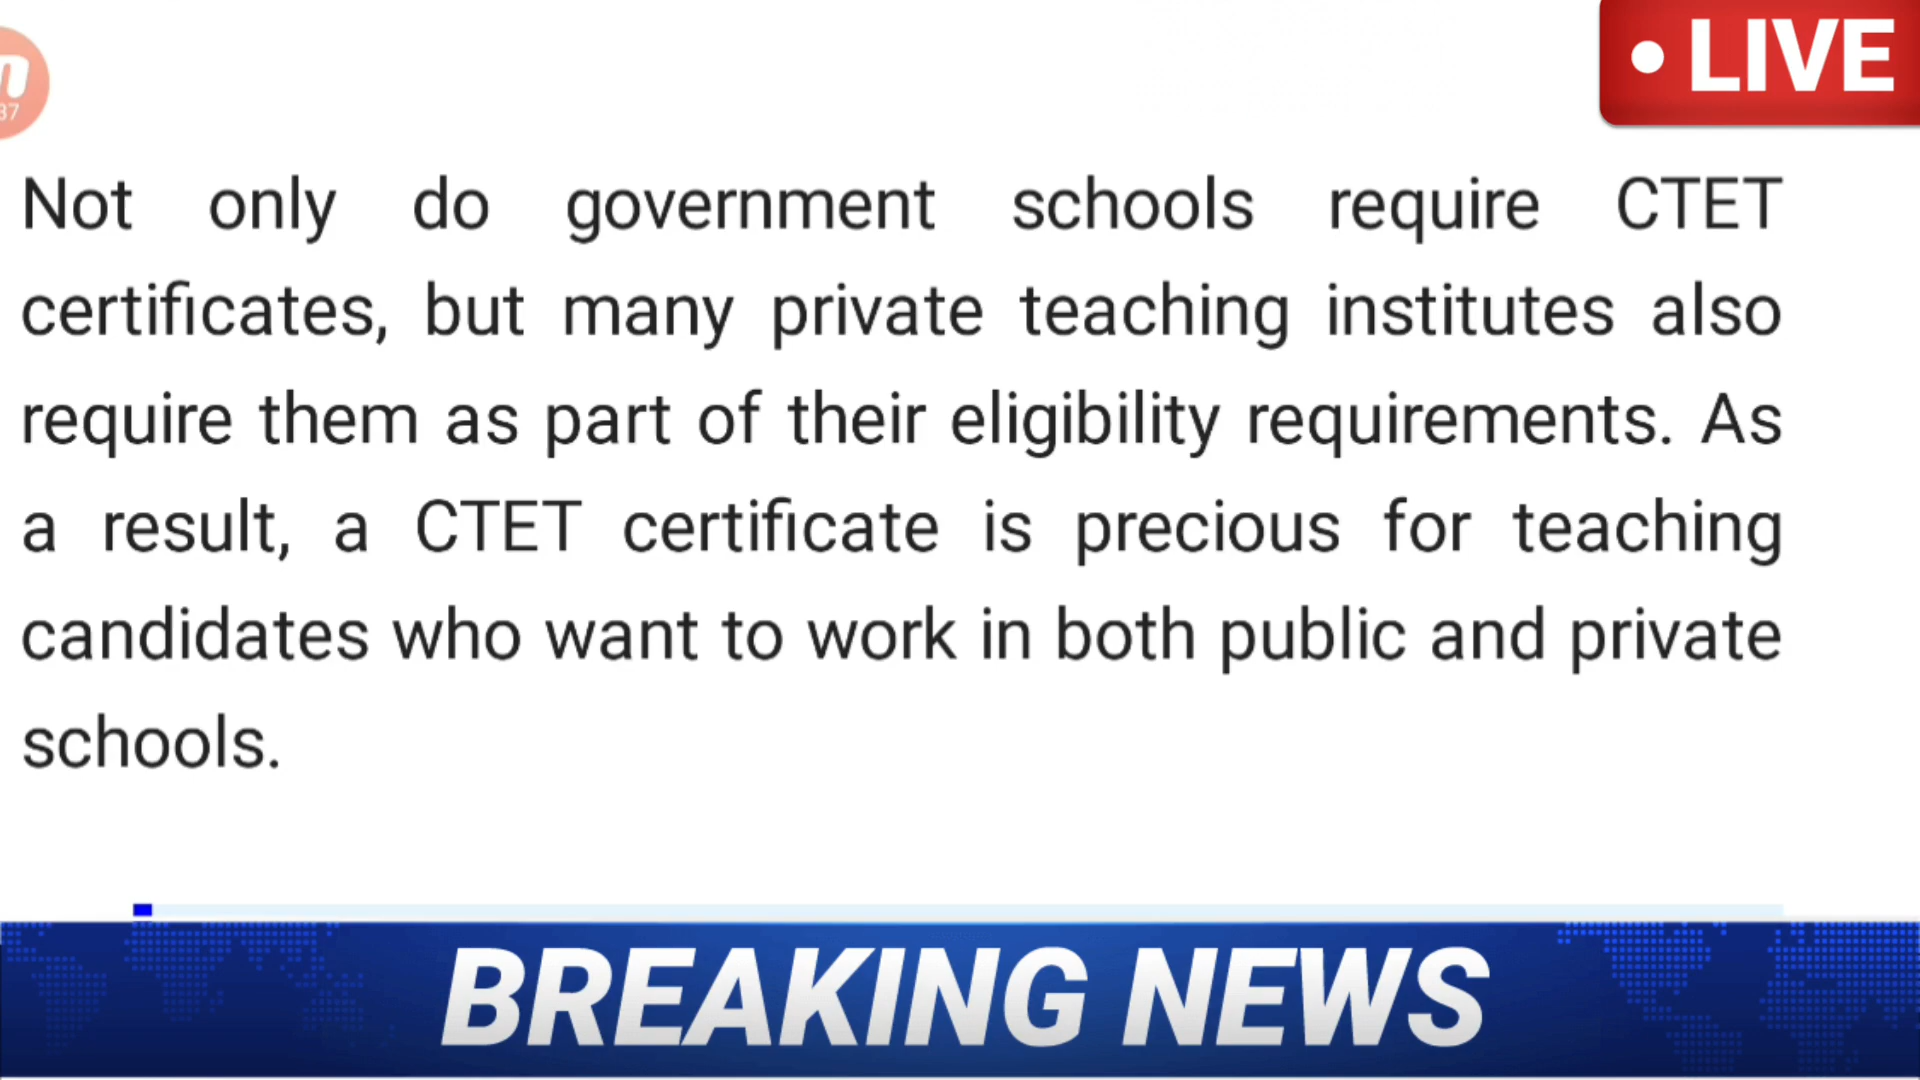 LIVE
37
Not only do government schools require CTET
certificates, but many private teaching institutes also
require them as part of their eligibility requirements. As
a result, a CTET certificate is precious for teaching
candidates who want to work in both public and private
schools.
BREAKING NEWS